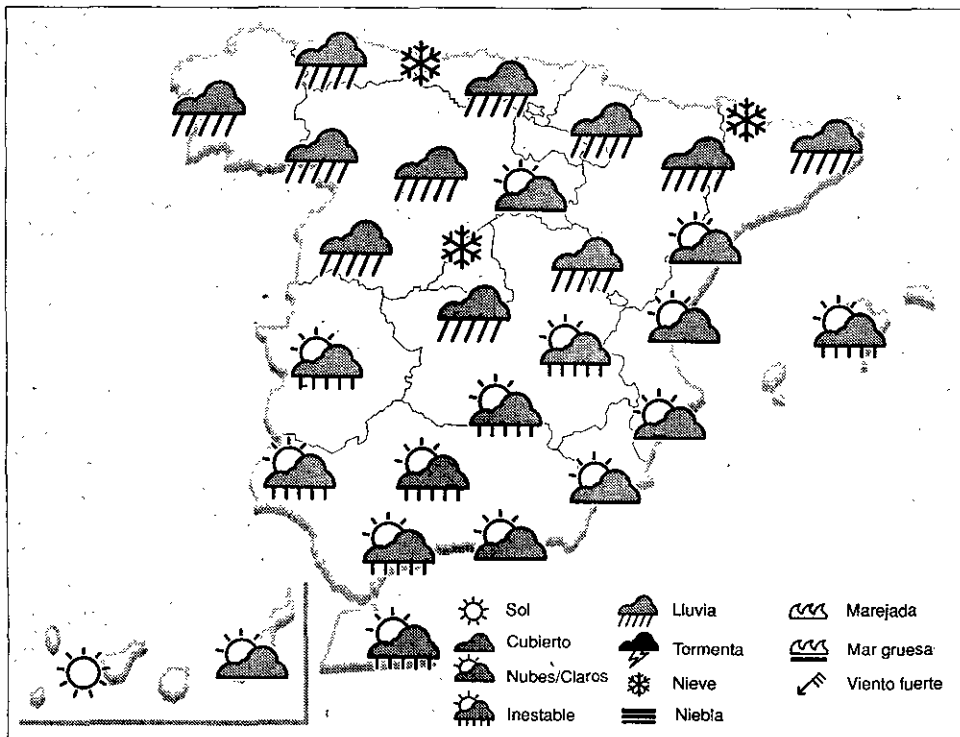 Sol
Cubierto
Nubes/Claros
Inestable
Lluvia
Tormenta
Nieve
Niebla
Marejada
Mar gruesa
Viento fuerte